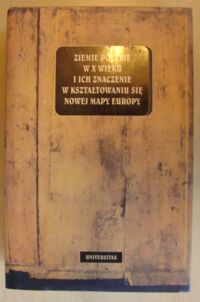 ZIEMIE POLSKIE
W X WIEKU
I ICH ZNACZENIE
W KSZTAŁTOWANIU SIĘ
NOWEJ MAPY EUROPY
UNIVERSITAS